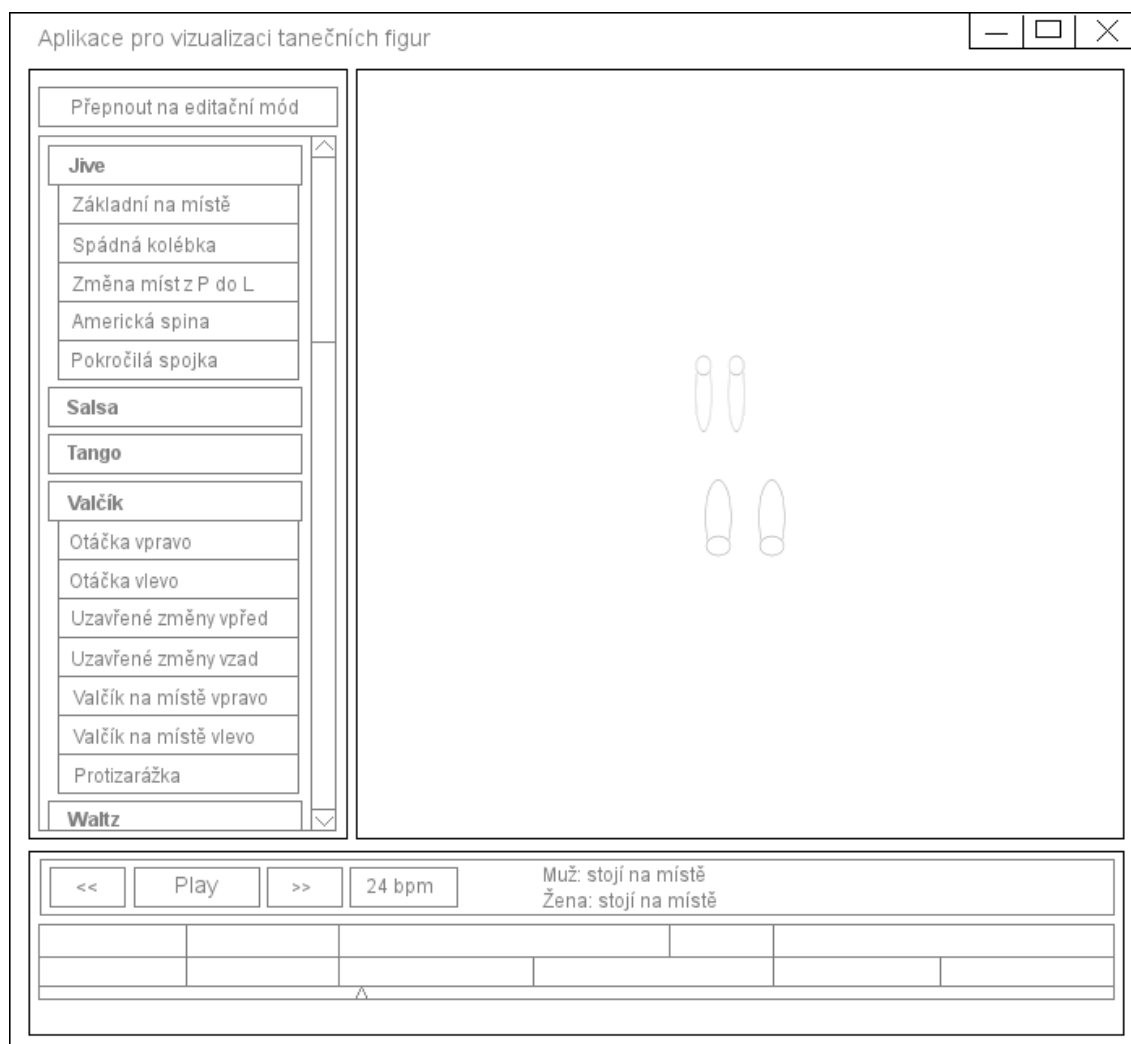 Aplikace pro vizualizaci tanečních figur
Přepnout na editační mód
Jive
Základní na místě
Spádná kolébka
Změna míst z P do L
Americká spina
Pokročilá spojka
Salsa
Tango
Valčík
Otáčka vpravo
Otáčka vlevo
Uzavřené změny vpřed
Uzavřené změny vzad
Valčík na místě vpravo
Valčík na místě vlevo
Protizarážka
Waltz
<< Play >> 24 bpm
Muž: stojí na místě
Žena: stojí na místě